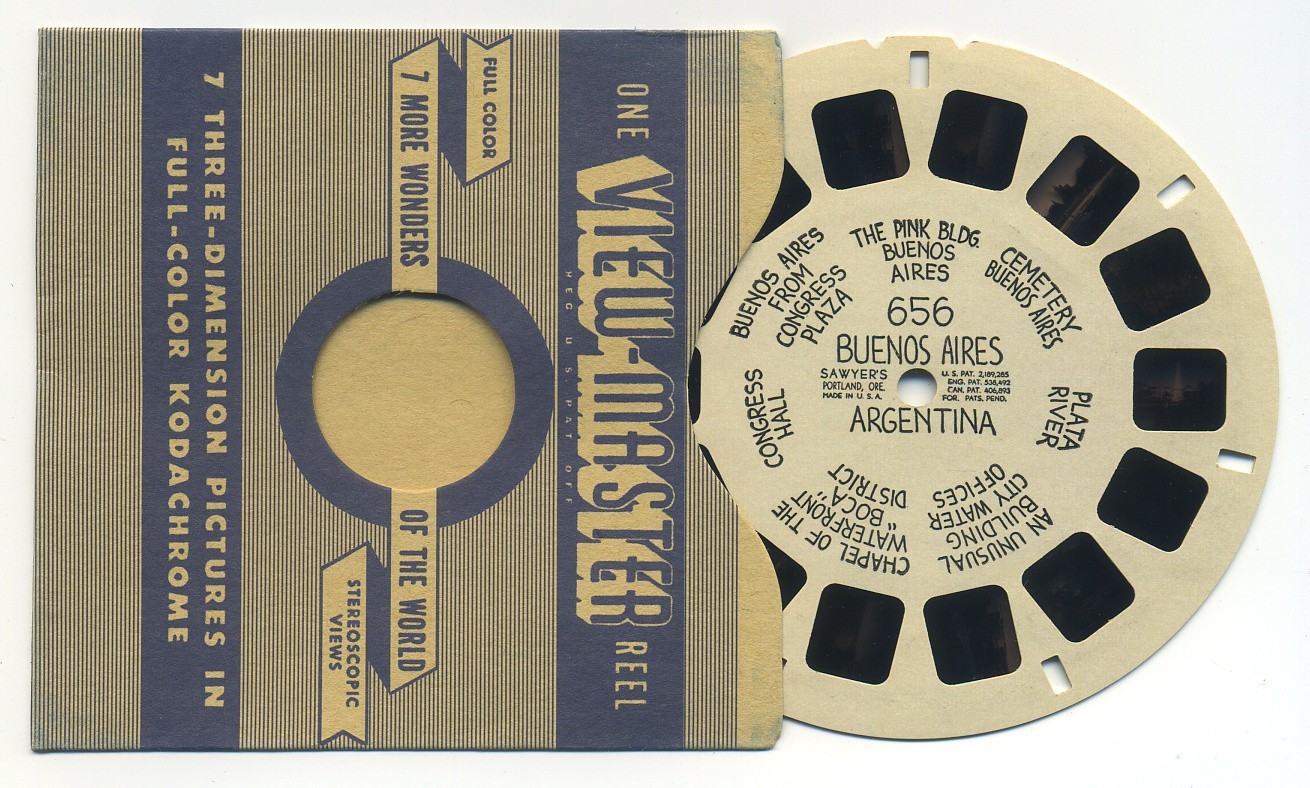 ONE
VIEW-MASTER
REG U.S. PAT OFF
REEL
FULL COLOR
7 MORE WONDERS
OF THE WORLD
STEREOSCOPIC
VIEWS
7 THREE-DIMENSION PICTURES IN
FULL-COLOR KODACHROME
THE PINK BLDG.
BUENOS
AIRES
CEMETERY
BUENOS AIRES
PLATA
RIVER
AN UNUSUAL
BUILDING
CITY WATER
OFFICES
CHAPEL OF THE
WATERFRONT
"BOCA"
DISTRICT
CONGRESS
HALL
BUENOS AIRES
FROM
CONGRESS
PLAZA
656
BUENOS AIRES
SAWYER'S
PORTLAND, ORE.
MADE IN U.S.A.
U.S. PAT. 2,189,285
ENG. PAT. 538,492
CAN. PAT. 406,893
FOR. PATS. PEND.
ARGENTINA